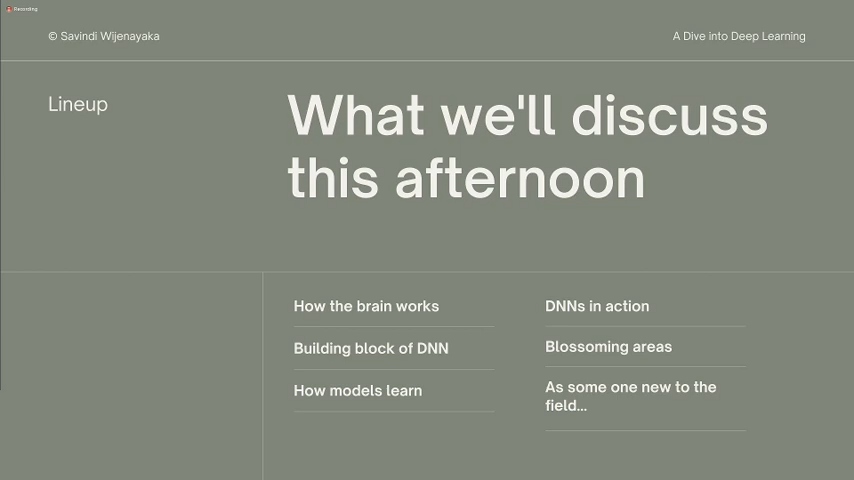 Recording
© Savindi Wijenayaka
A Dive into Deep Learning
Lineup
What we'll discuss
this afternoon
How the brain works
Building block of DNN
How models learn
DNNs in action
Blossoming areas
As some one new to the
field...